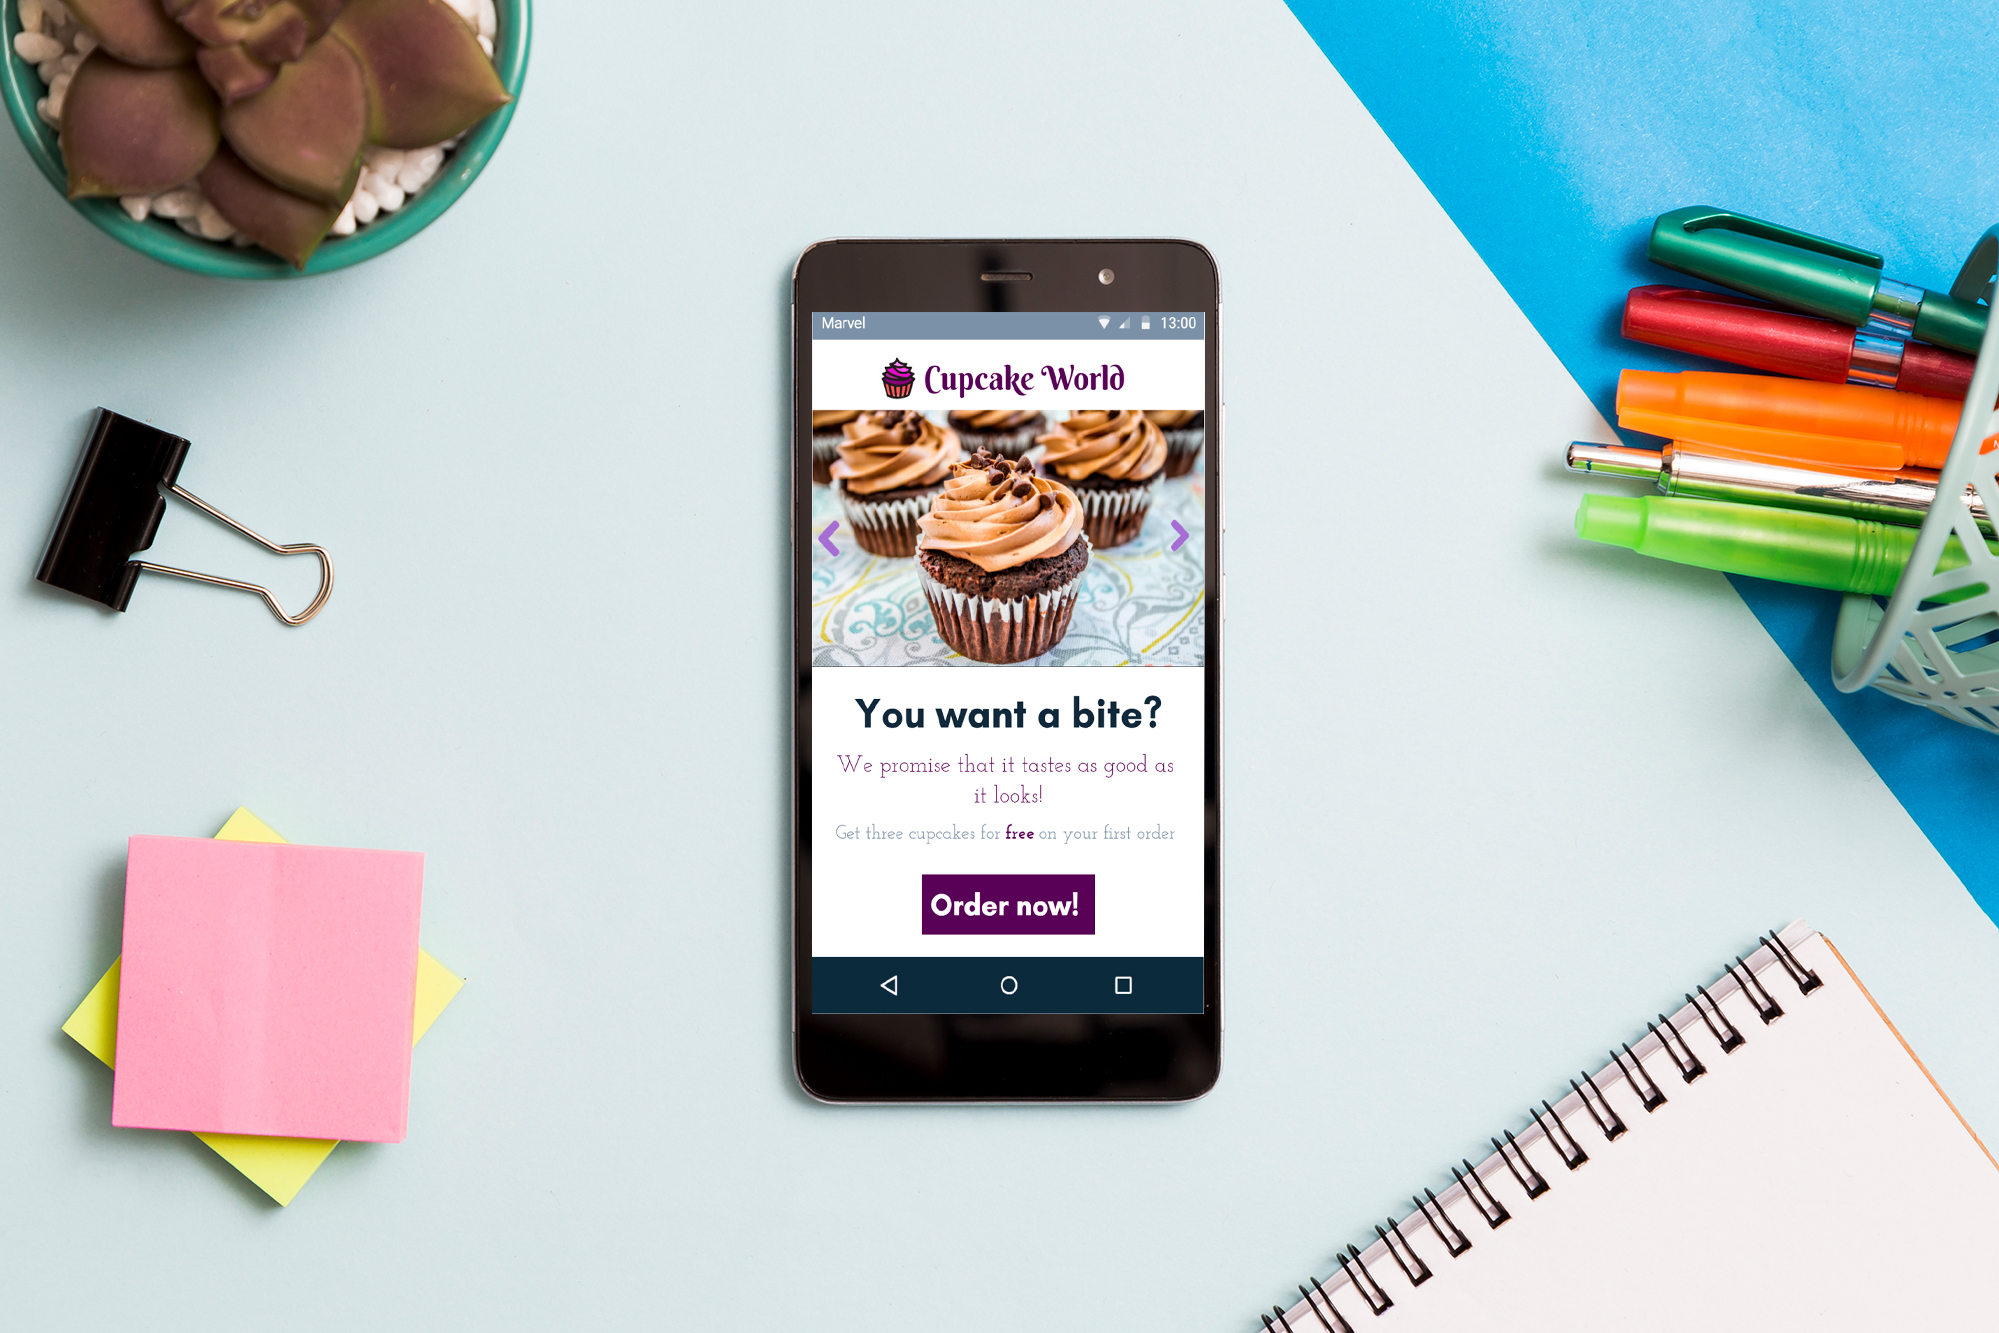 Marvel 13:00
Cupcake World
You want a bite?
We promise that it tastes as good as
it looks!
Get three cupcakes for free on your first order
Order now!